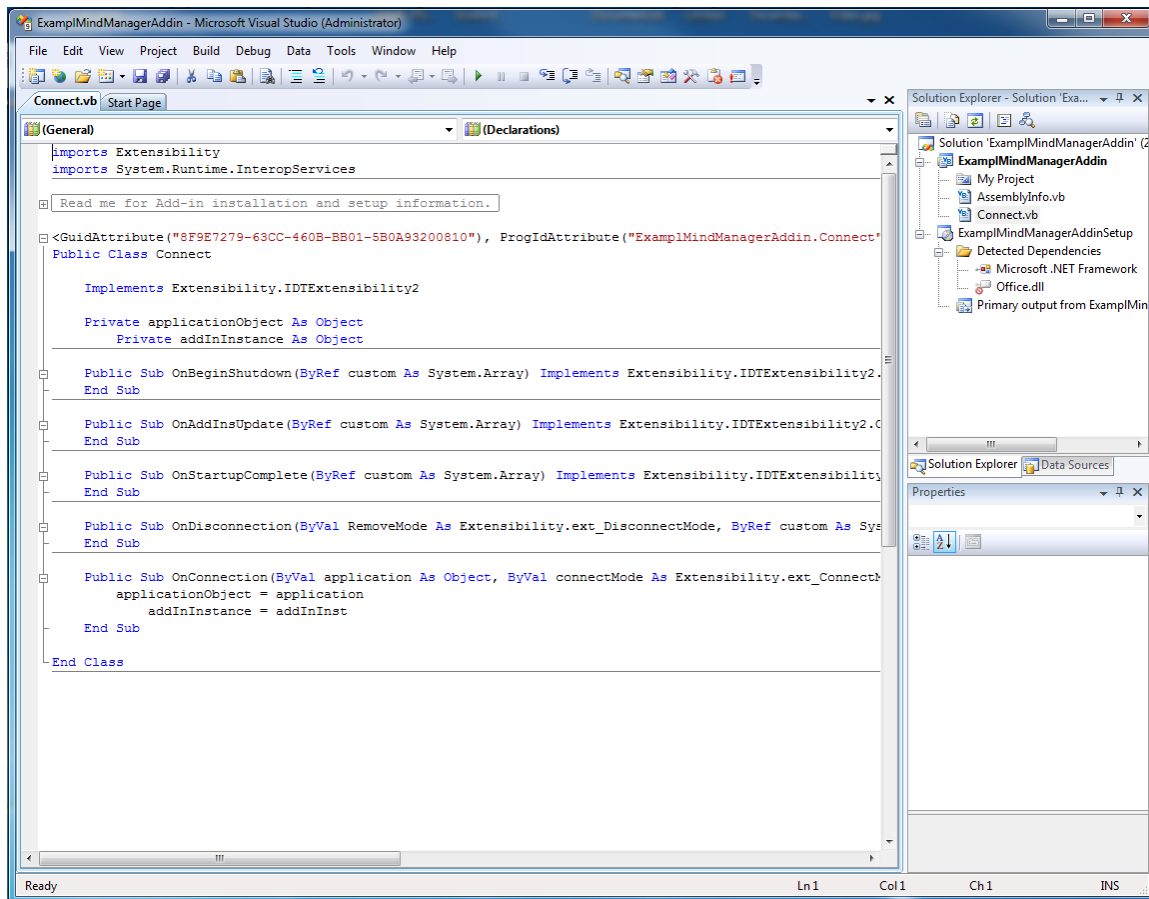 ExamplMindManagerAddin - Microsoft Visual Studio (Administrator)
File Edit View Project Build Debug Data Tools Window Help
Connect.vb Start Page
(General) (Declarations)
imports Extensibility
imports System.Runtime.InteropServices
Read me for Add-in installation and setup information.
<GuidAttribute("8F9E7279-63CC-460B-BB01-5B0A93200810"), ProgIdAttribute("ExamplMindManagerAddin.Connect"
Public Class Connect
Implements Extensibility.IDTExtensibility2
Private applicationObject As Object
Private addInInstance As Object
Public Sub OnBeginShutdown(ByRef custom As System.Array) Implements Extensibility.IDTExtensibility2.
End Sub
Public Sub OnAddInsUpdate(ByRef custom As System.Array) Implements Extensibility.IDTExtensibility2.
End Sub
Public Sub OnStartupComplete(ByRef custom As System.Array) Implements Extensibility.IDTExtensibility
End Sub
Public Sub OnDisconnection(ByVal RemoveMode As Extensibility.ext_DisconnectMode, ByRef custom As Sys
End Sub
Public Sub OnConnection(ByVal application As Object, ByVal connectMode As Extensibility.ext_Connect
applicationObject = application
addInInstance = addInInst
End Sub
End Class
Solution Explorer - Solution 'Exa...
Solution 'ExamplMindManagerAddin' (2
ExamplMindManagerAddin
My Project
AssemblyInfo.vb
Connect.vb
ExamplMindManagerAddinSetup
Detected Dependencies
Microsoft .NET Framework
Office.dll
Primary output from ExamplMin
Solution Explorer Data Sources
Properties
Ready Ln 1 Col 1 Ch 1 INS